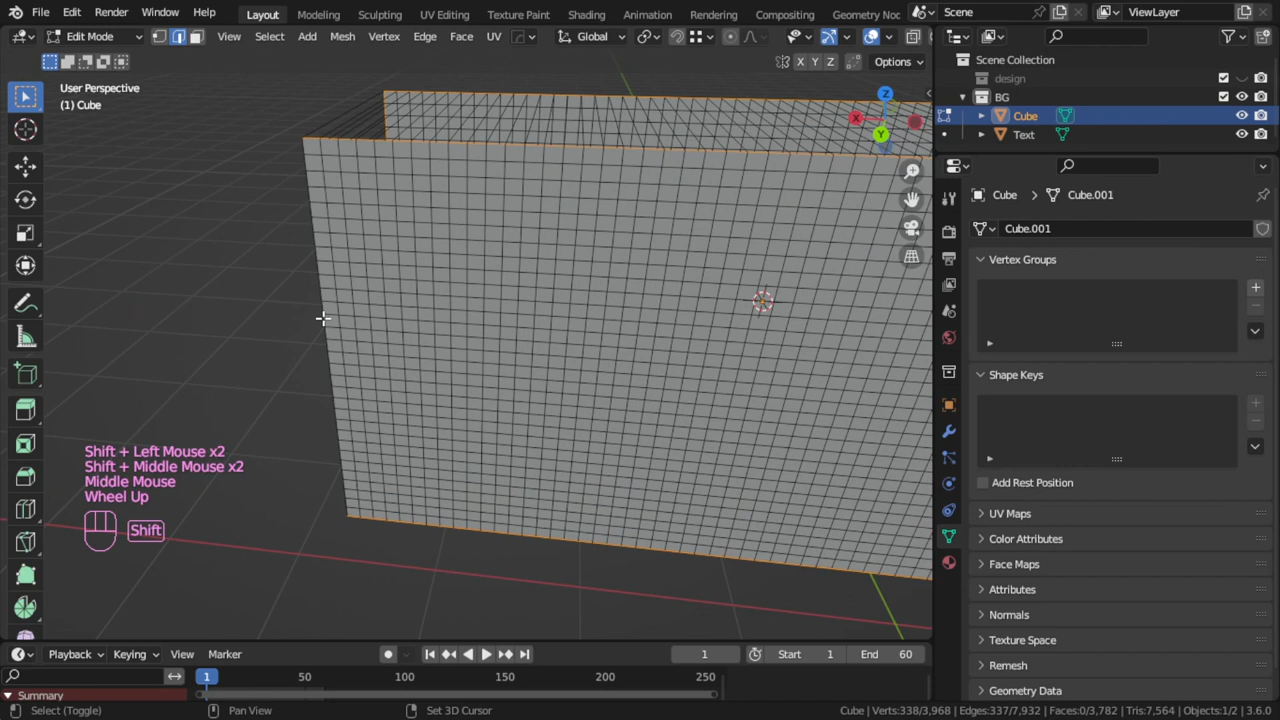 File Edit Render Window Help Layout Modeling Sculpting UV Editing Texture Paint Shading Animation Rendering Compositing Geometry Noc Scene ViewLayer
Edit Mode View Select Add Mesh Vertex Edge Face UV Global
X Y Z Options
User Perspective
(1) Cube
Z
X
Y
Scene Collection
design
BG
Cube
Text
Cube Cube.001
Cube.001
Vertex Groups
Shape Keys
Add Rest Position
UV Maps
Color Attributes
Face Maps
Attributes
Normals
Texture Space
Remesh
Geometry Data
Shift + Left Mouse x2
Shift + Middle Mouse x2
Middle Mouse
Wheel Up
Shift
Playback Keying View Marker 1 Start 1 End 60
1 50 100 150 200 250
Summary
Select (Toggle) Pan View Set 3D Cursor Cube | Verts:338/3,968 | Edges:337/7,932 | Faces:0/3,782 | Tris:7,564 | Objects:1/2 | 3.6.0